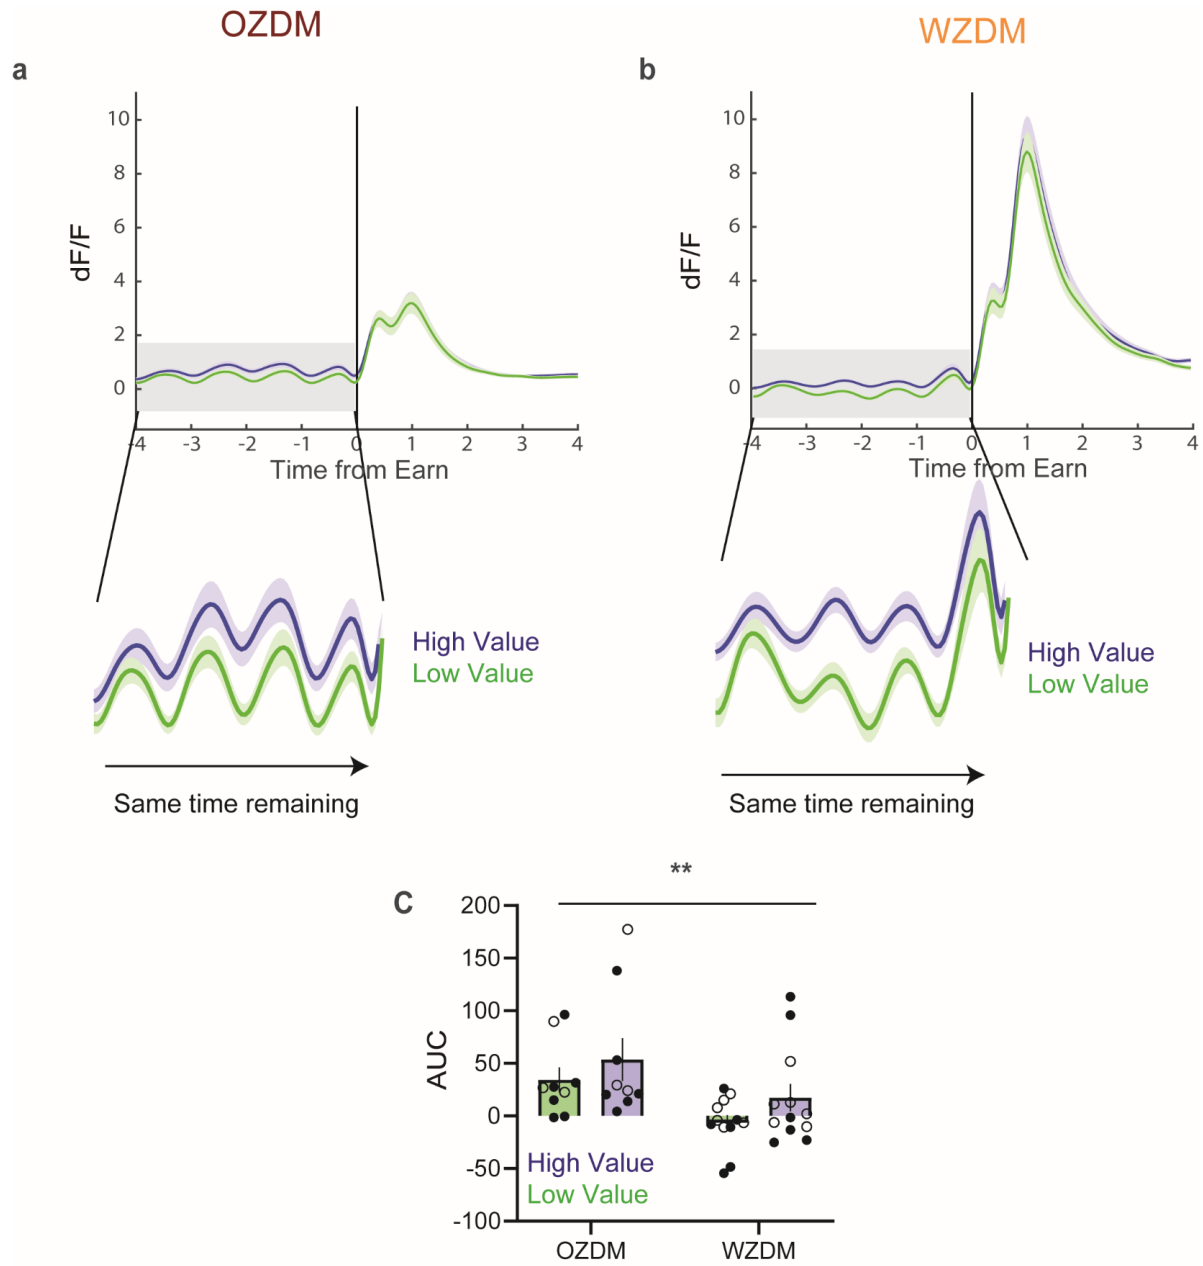 OZDM
WZDM
a
b
10
8
6
4
2
0
dF/F
-4 -3 -2 -1 0 1 2 3 4
Time from Earn
10
8
6
4
2
0
dF/F
-4 -3 -2 -1 0 1 2 3 4
Time from Earn
High Value
Low Value
Same time remaining
High Value
Low Value
Same time remaining
**
C
200
150
100
50
0
-50
-100
AUC
High Value
Low Value
OZDM
WZDM